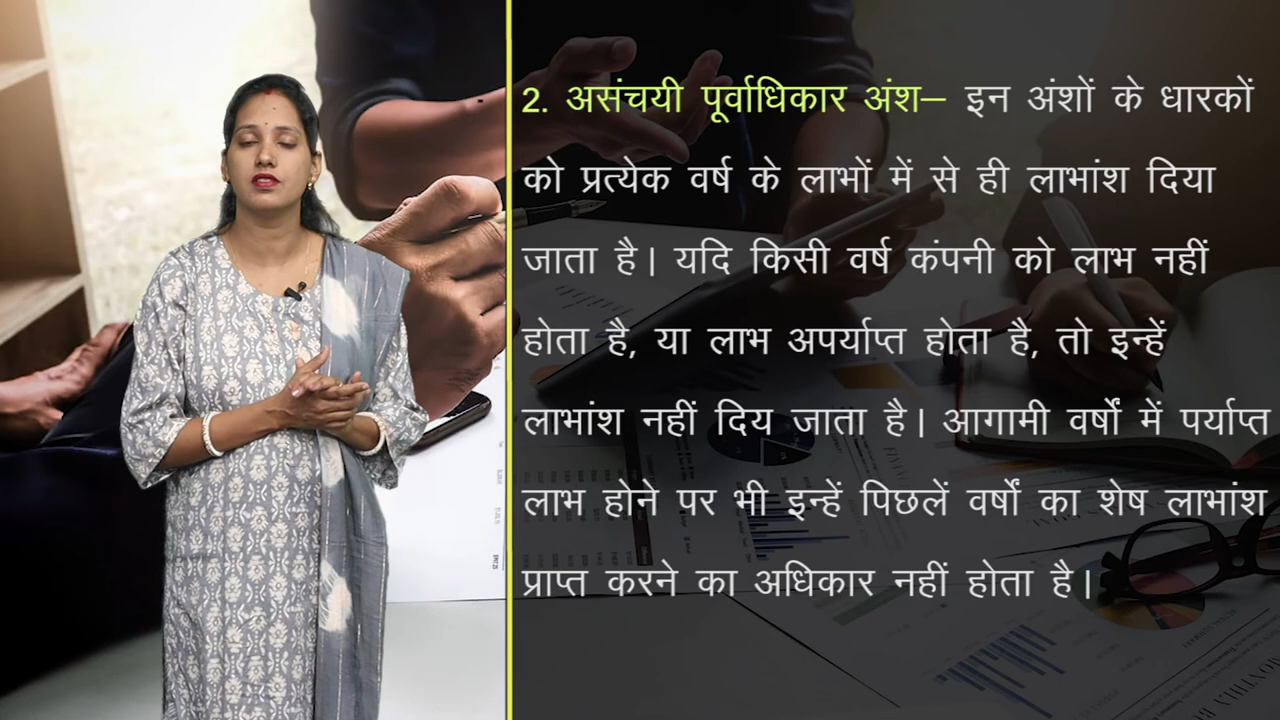 2. असंचयी पूर्वाधिकार अंश– इन अंशों के धारकों
को प्रत्येक वर्ष के लाभों में से ही लाभांश दिया
जाता है। यदि किसी वर्ष कंपनी को लाभ नहीं
होता है, या लाभ अपर्याप्त होता है, तो इन्हें
लाभांश नहीं दिय जाता है। आगामी वर्षों में पर्याप्त
लाभ होने पर भी इन्हें पिछलें वर्षों का शेष लाभांश
प्राप्त करने का अधिकार नहीं होता है।